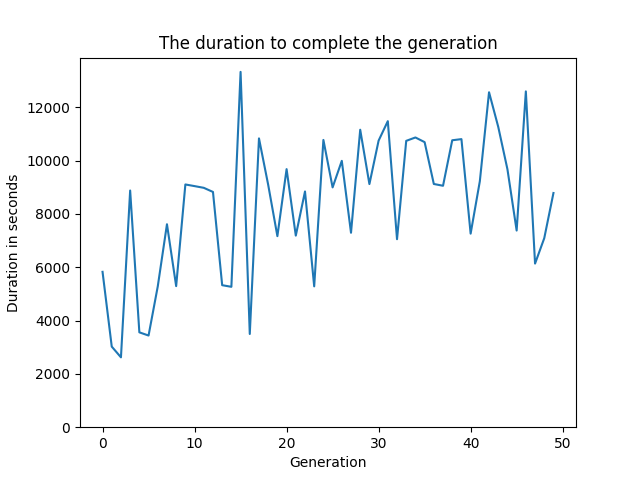 The duration to complete the generation
Duration in seconds
12000
10000
8000
6000
4000
2000
0
0 10 20 30 40 50
Generation